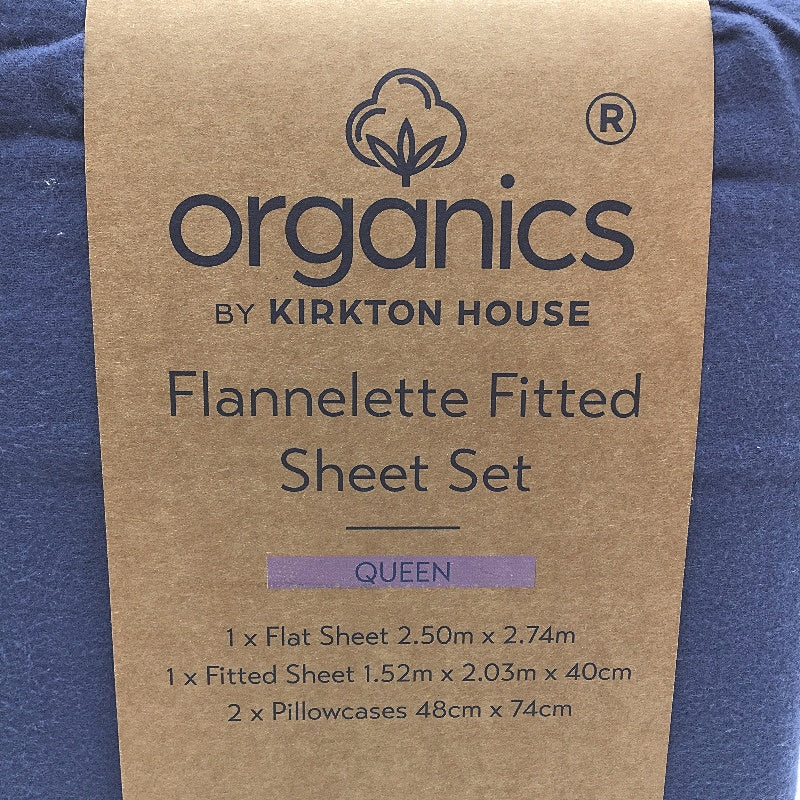 ®
organics
BY KIRKTON HOUSE
Flannelette Fitted
Sheet Set
QUEEN
1 x Flat Sheet 2.50m x 2.74m
1 x Fitted Sheet 1.52m x 2.03m x 40cm
2 x Pillowcases 48cm x 74cm